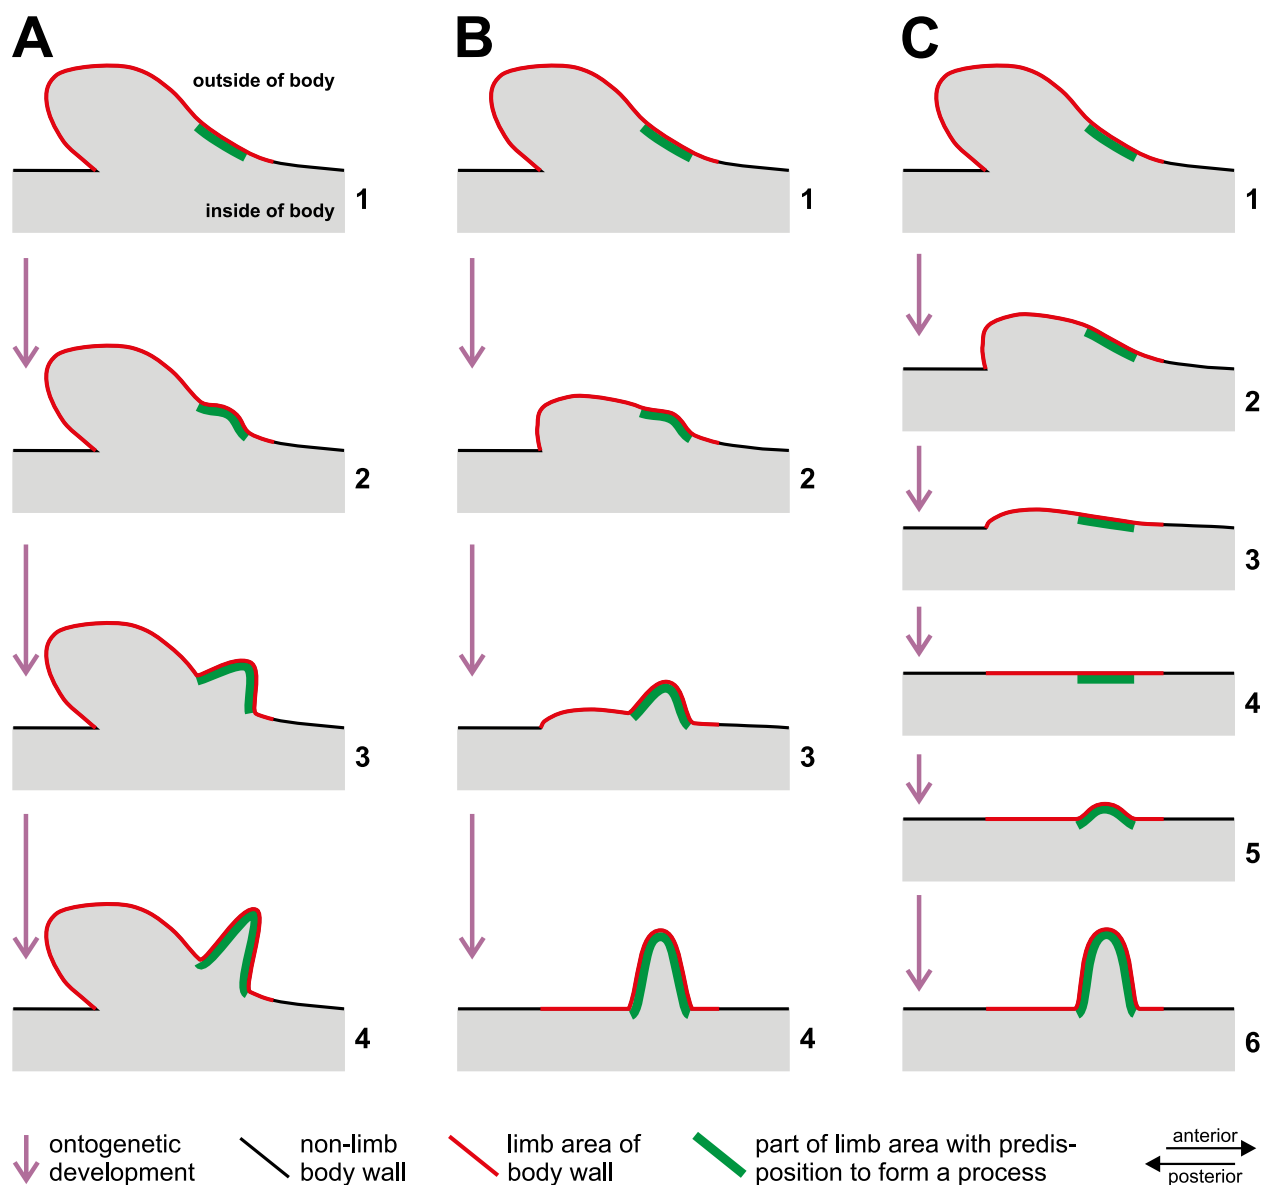 A
B
C
outside of body
inside of body
1
1
1
2
2
2
3
3
3
4
4
4
5
6
ontogenetic
development
non-limb
body wall
limb area of
body wall
part of limb area with predis-
position to form a process
anterior
posterior